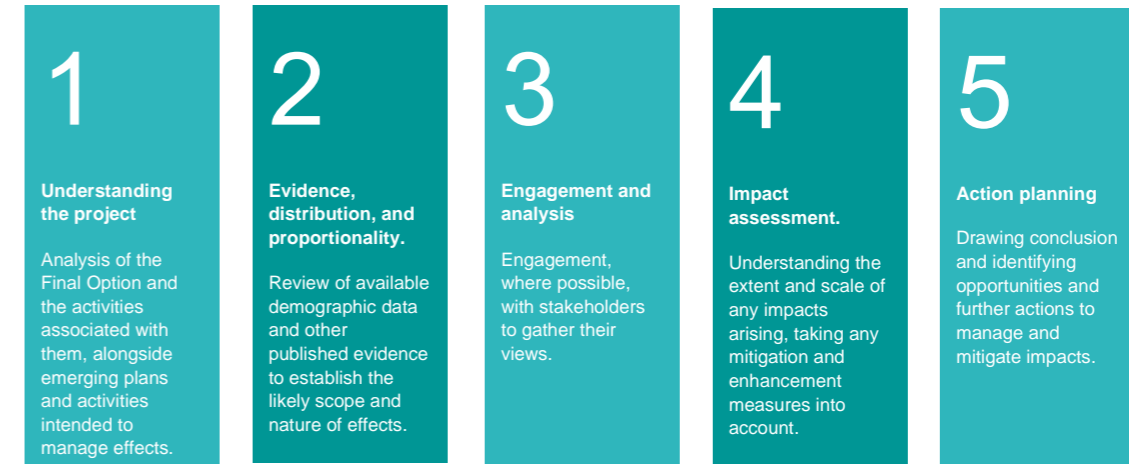 1
Understanding
the project
Analysis of the
Final Option and
the activities
associated with
them, alongside
emerging plans
and activities
intended to
manage effects.
2
Evidence,
distribution, and
proportionality.
Review of available
demographic data
and other
published evidence
to establish the
likely scope and
nature of effects.
3
Engagement and
analysis
Engagement,
where possible,
with stakeholders
to gather their
views.
4
Impact
assessment.
Understanding the
extent and scale of
any impacts
arising, taking any
mitigation and
enhancement
measures into
account.
5
Action planning
Drawing conclusion
and identifying
opportunities and
further actions to
manage and
mitigate impacts.